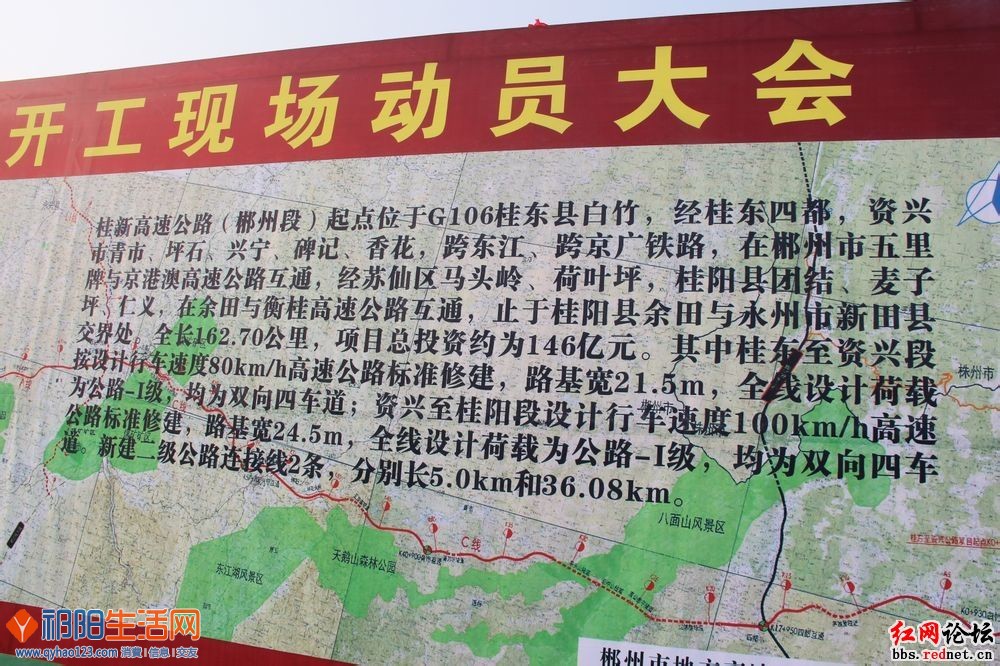 开工现场动员大会
桂新高速公路（郴州段）起点位于G106桂东县白竹，经桂东四都，资兴
市青市、坪石、兴宁、碑记、香花，跨东江、跨京广铁路，在郴州市五里
牌与京港澳高速公路互通，经苏仙区马头岭、荷叶坪，桂阳县团结、麦子
坪、仁义，在余田与衡桂高速公路互通，止于桂阳县余田与永州市新田县
交界处，全长162.70公里，项目总投资约为146亿元。其中桂东至资兴段
按设计行车速度80km/h高速公路标准修建，路基宽21.5m，全线设计荷载
为公路-I级，均为双向四车道；资兴至桂阳段设计行车速度100km/h高速
公路标准修建，路基宽24.5m，全线设计荷载为公路-I级，均为双向四车
道。新建二级公路连接线2条，分别长5.0km和36.08km。
株州市
郴州市
八面山风景区
C线
天鹅山森林公园
东江湖风景区
K17+950四都互通
祁阳生活网
www.qyhao123.com 消费|信息|交友
红网论坛
bbs.rednet.cn